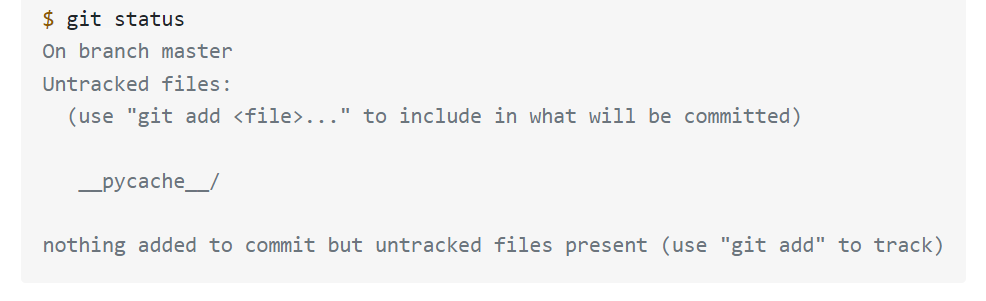 $ git status
On branch master
Untracked files:
(use "git add <file>..." to include in what will be committed)
__pycache__/
nothing added to commit but untracked files present (use "git add" to track)